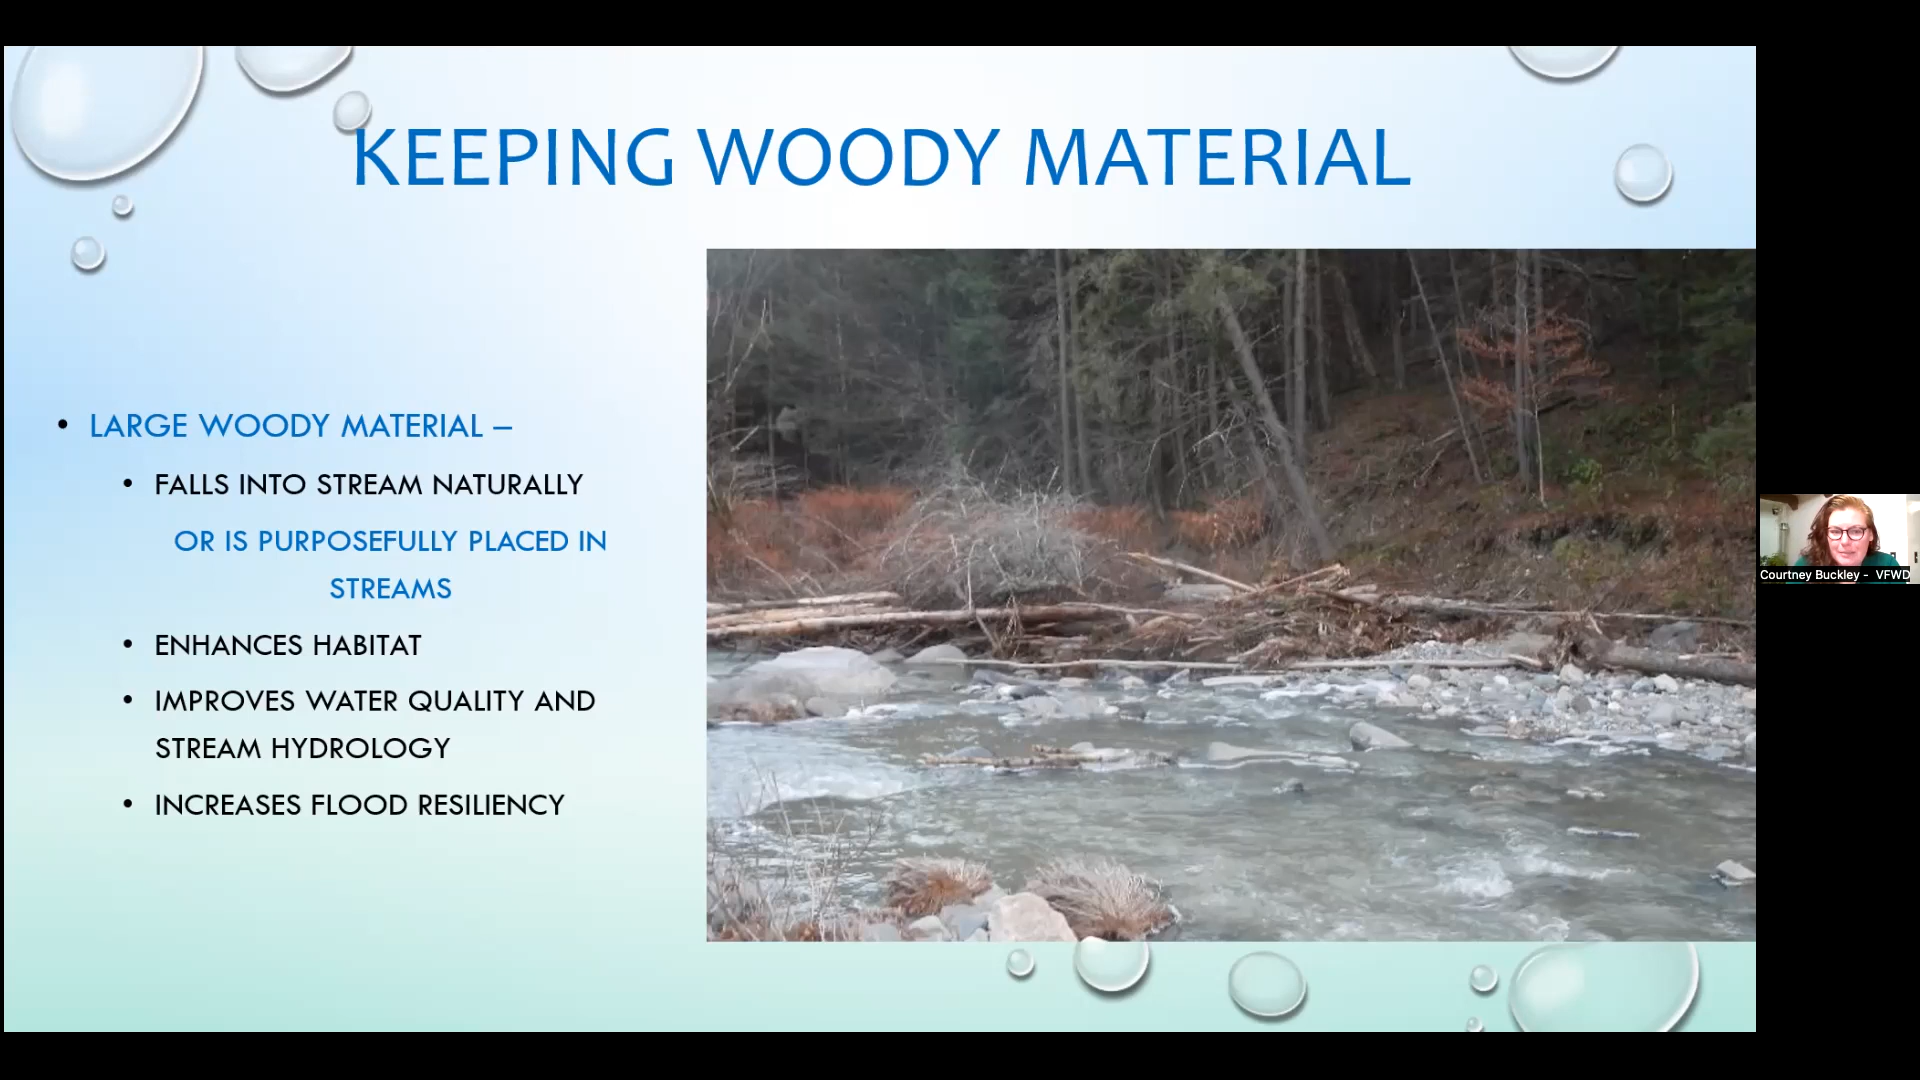 KEEPING WOODY MATERIAL
• LARGE WOODY MATERIAL –
• FALLS INTO STREAM NATURALLY
OR IS PURPOSEFULLY PLACED IN
STREAMS
• ENHANCES HABITAT
• IMPROVES WATER QUALITY AND
STREAM HYDROLOGY
• INCREASES FLOOD RESILIENCY
Courtney Buckley - VFWD